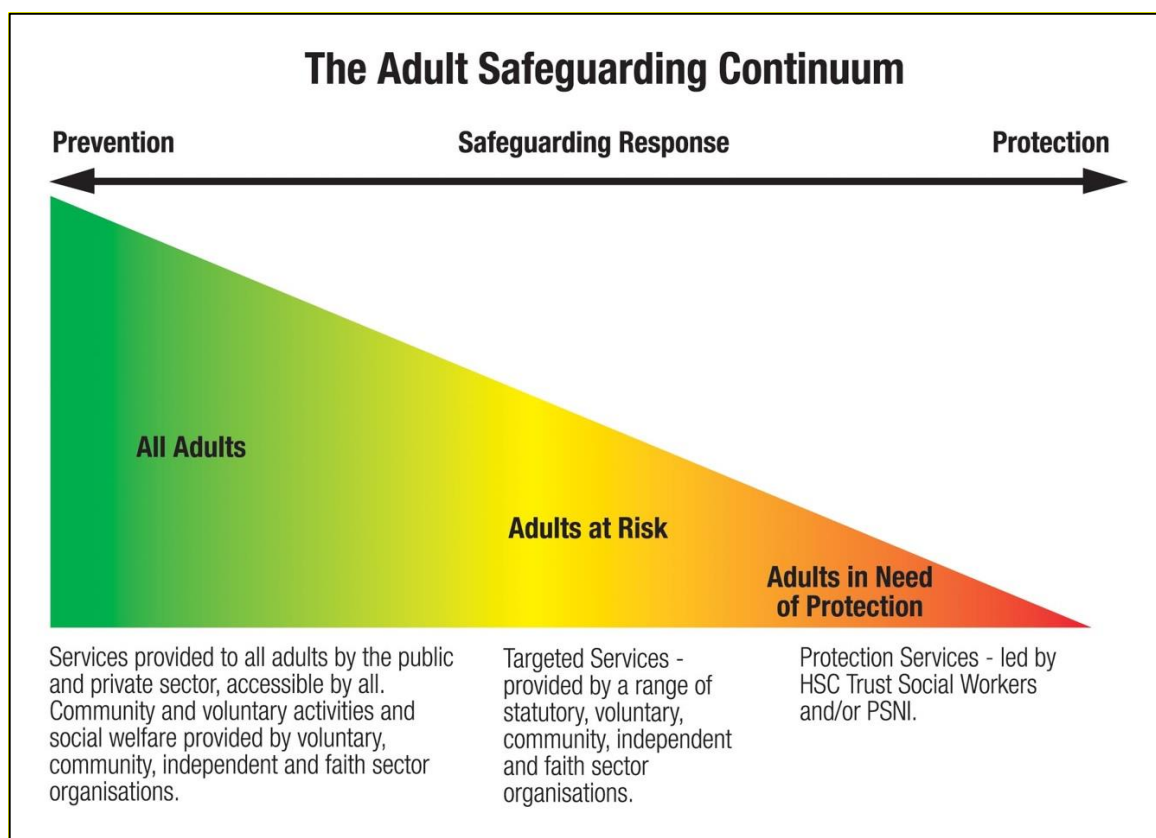 The Adult Safeguarding Continuum
Prevention
Safeguarding Response
Protection
All Adults
Adults at Risk
Adults in Need
of Protection
Services provided to all adults by the public
and private sector, accessible by all.
Community and voluntary activities and
social welfare provided by voluntary,
community, independent and faith sector
organisations.
Targeted Services -
provided by a range of
statutory, voluntary,
community, independent
and faith sector
organisations.
Protection Services - led by
HSC Trust Social Workers
and/or PSNI.